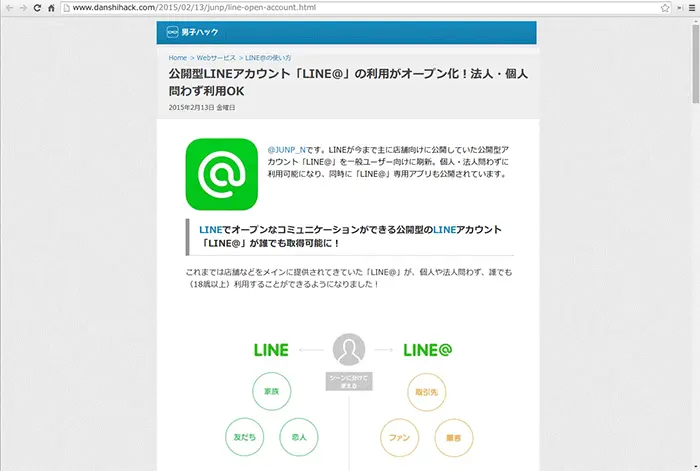 www.danshihack.com/2015/02/13/junp/line-open-account.html
男子ハック
Home > Webサービス > LINE@の使い方
公開型LINEアカウント「LINE@」の利用がオープン化！法人・個人
問わず利用OK
2015年2月13日 金曜日
@JUNP_Nです。LINEが今まで主に店舗向けに公開していた公開型ア
カウント「LINE@」を一般ユーザー向けに刷新。個人・法人問わずに
利用可能になり、同時に「LINE@」専用アプリも公開されています。
LINEでオープンなコミュニケーションができる公開型のLINEアカウント
「LINE@」が誰でも取得可能に！
これまでは店舗などをメインに提供されてきていた「LINE@」が、個人や法人問わず、誰でも
（18歳以上）利用することができるようになりました！
LINE
LINE@
シーンに分けて
使える
家族
取引先
友だち
恋人
ファン
顧客